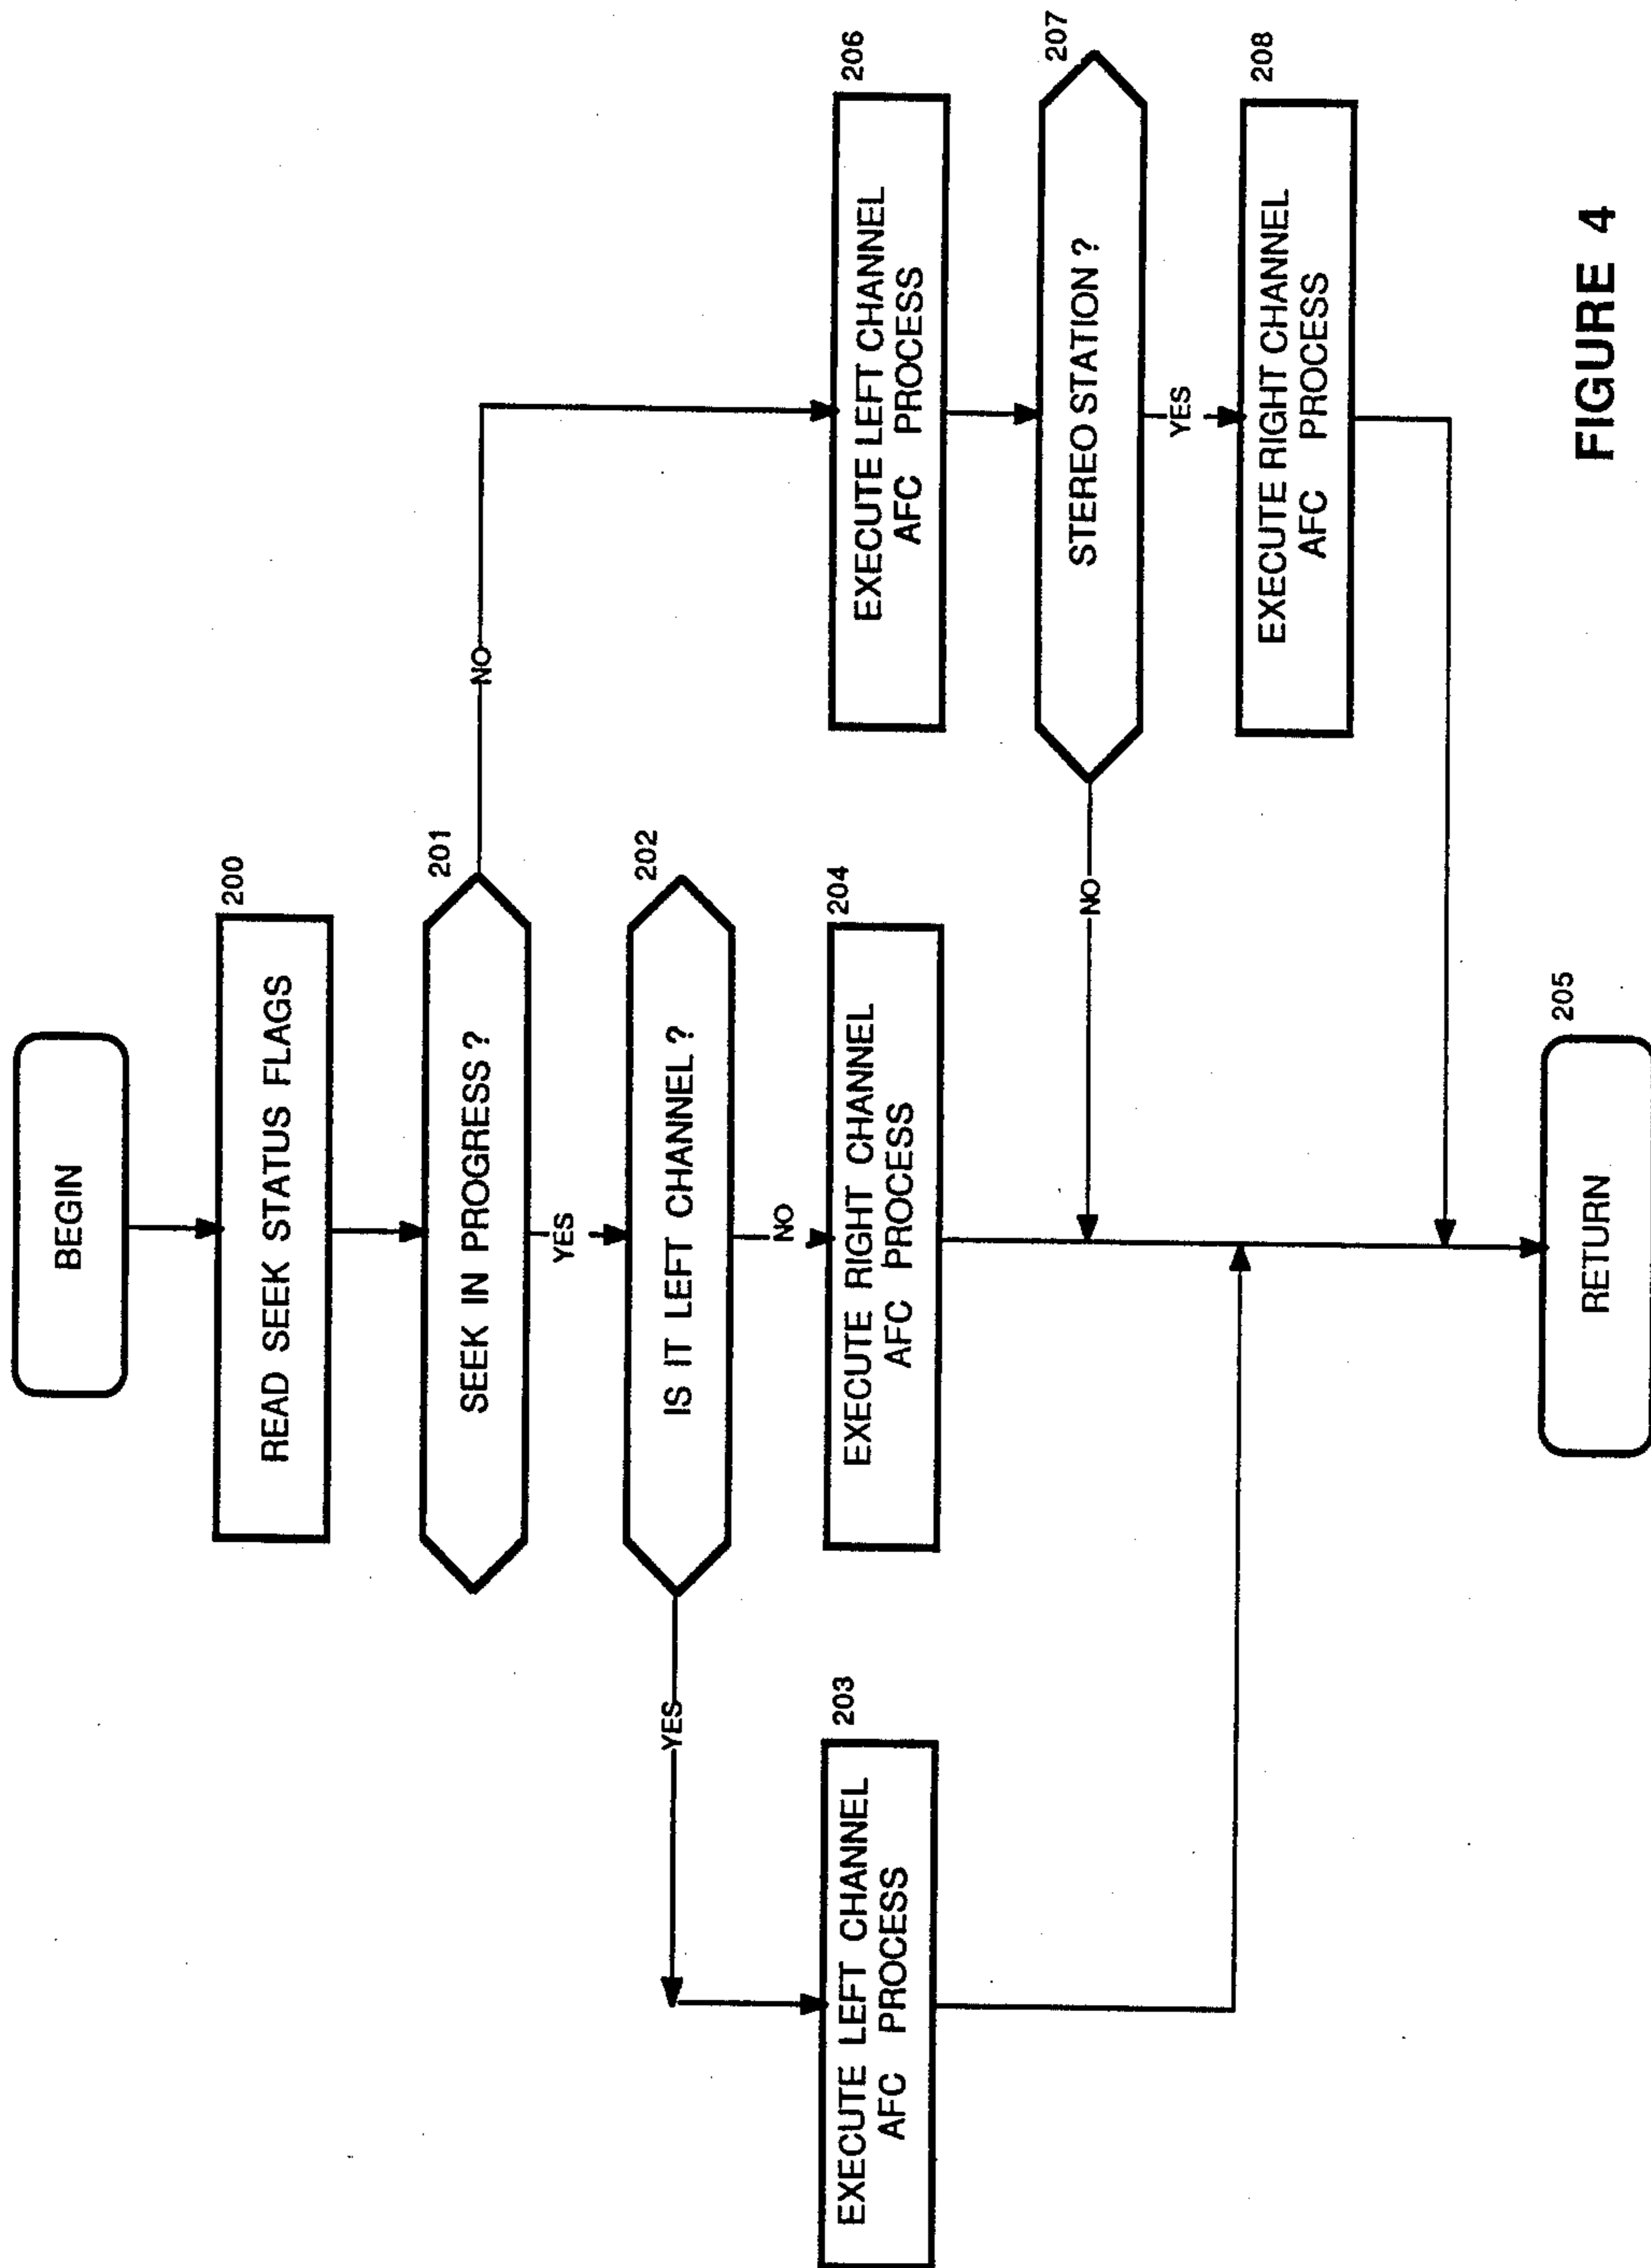 BEGIN
200
READ SEEK STATUS FLAGS
201
SEEK IN PROGRESS?
NO
YES
202
IS IT LEFT CHANNEL?
YES
NO
203
EXECUTE LEFT CHANNEL
AFC PROCESS
204
EXECUTE RIGHT CHANNEL
AFC PROCESS
206
EXECUTE LEFT CHANNEL
AFC PROCESS
207
STEREO STATION?
NO
YES
208
EXECUTE RIGHT CHANNEL
AFC PROCESS
205
RETURN
FIGURE 4